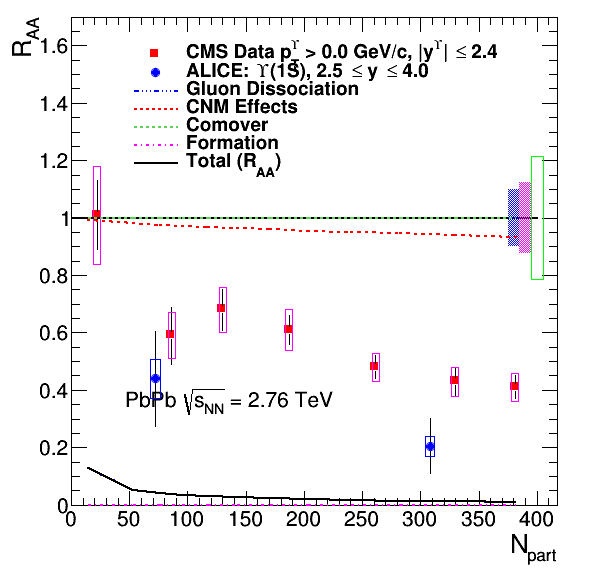 R_AA
CMS Data p_T^ϒ > 0.0 GeV/c, |y^ϒ| ≤ 2.4
ALICE: ϒ(1S), 2.5 ≤ y ≤ 4.0
Gluon Dissociation
CNM Effects
Comover
Formation
Total (R_AA)
1.6
1.4
1.2
1
0.8
0.6
0.4
0.2
0
PbPb √s_NN = 2.76 TeV
0 50 100 150 200 250 300 350 400
N_part